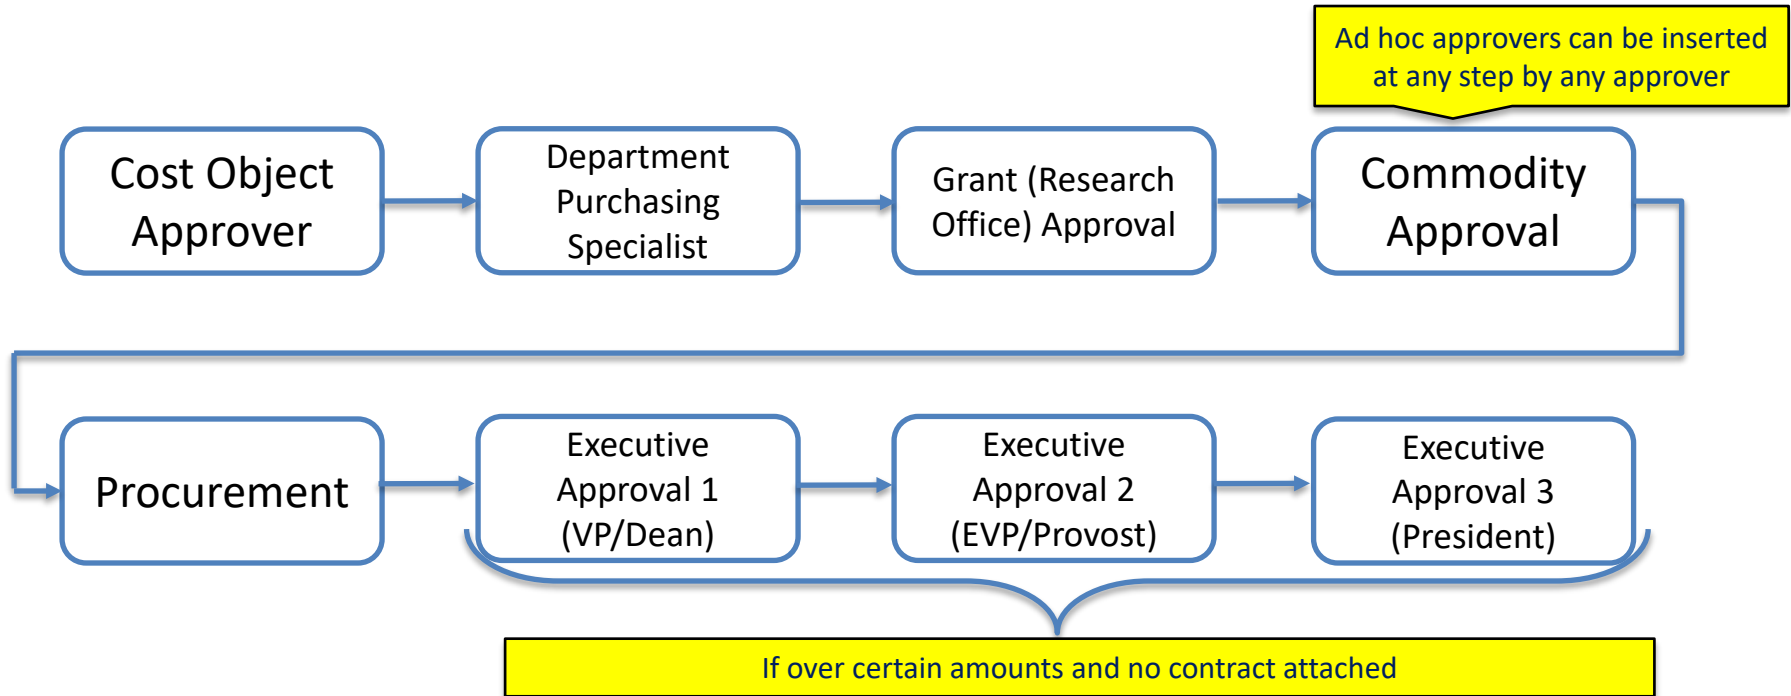 Ad hoc approvers can be inserted
at any step by any approver
Cost Object
Approver
Department
Purchasing
Specialist
Grant (Research
Office) Approval
Commodity
Approval
Procurement
Executive
Approval 1
(VP/Dean)
Executive
Approval 2
(EVP/Provost)
Executive
Approval 3
(President)
If over certain amounts and no contract attached